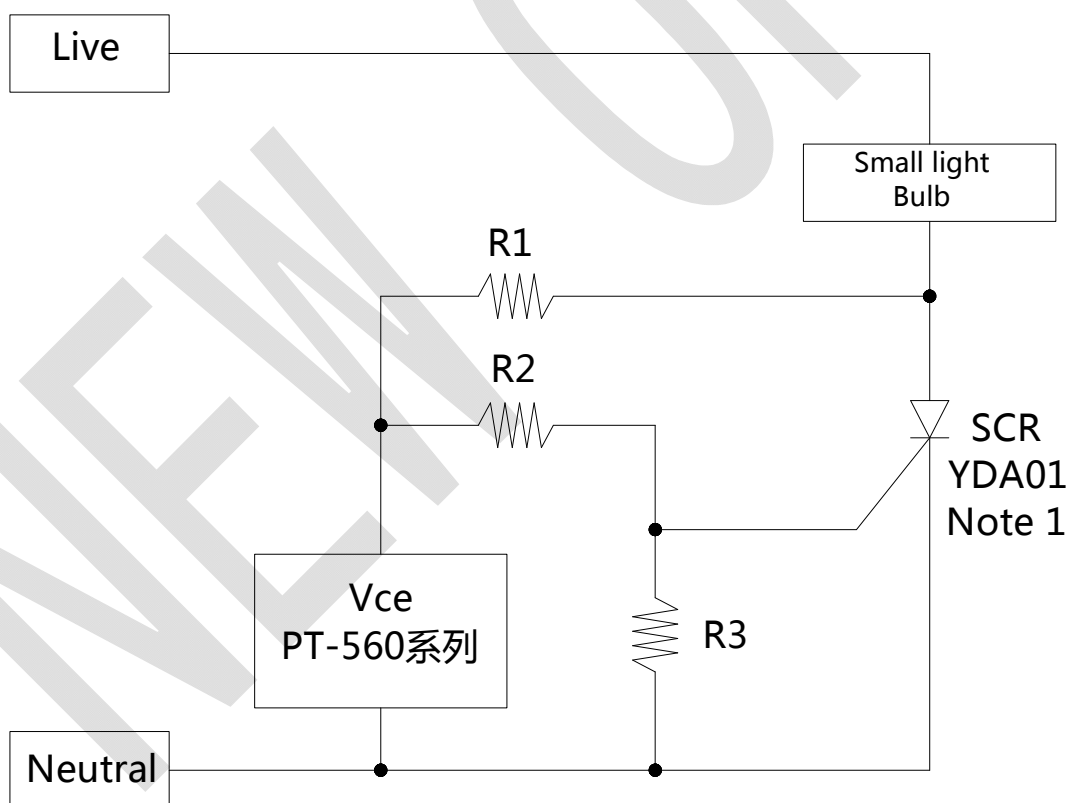 Live
Small light
Bulb
R1
R2
SCR
YDA01
Note 1
Vce
PT-560系列
R3
Neutral